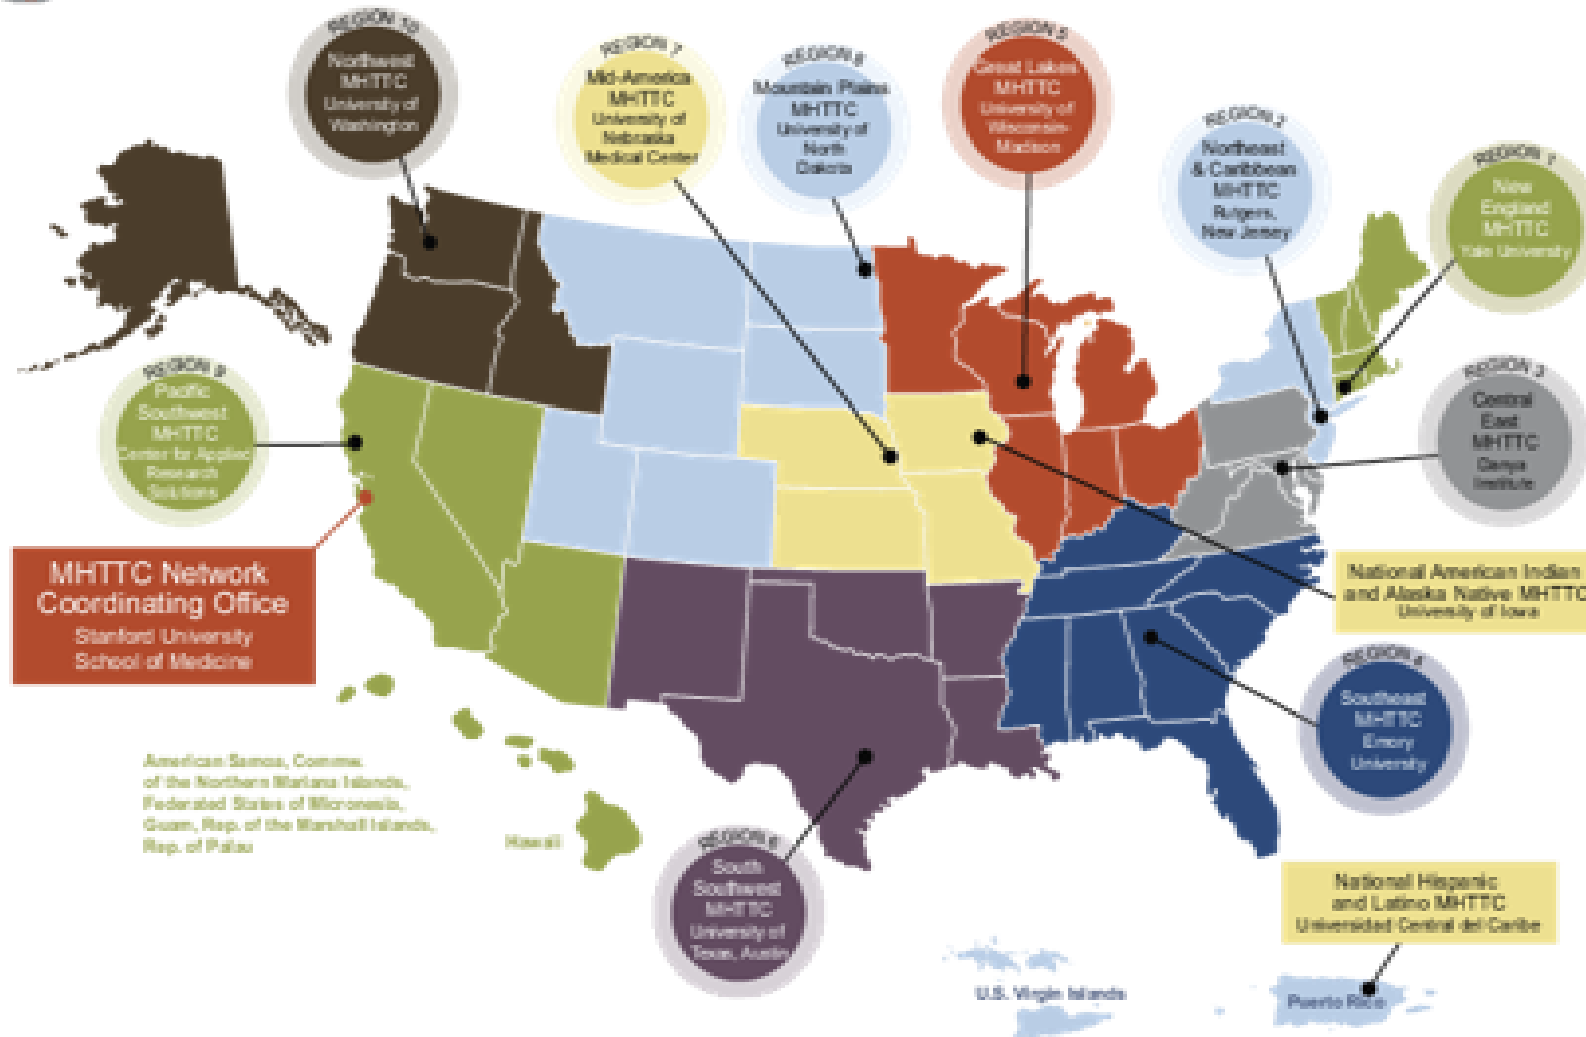 REGION 10
Northwest
MHTTC
University of
Washington
REGION 7
Mid-America
MHTTC
University of
Nebraska
Medical Center
REGION 8
Mountain Plains
MHTTC
University of
North
Dakota
REGION 5
Great Lakes
MHTTC
University of
Wisconsin-
Madison
REGION 2
Northeast
& Caribbean
MHTTC
Rutgers,
New Jersey
REGION 1
New
England
MHTTC
Yale University
REGION 9
Pacific
Southwest
MHTTC
Center for Applied
Research
Solutions
REGION 3
Central
East
MHTTC
Danya
Institute
MHTTC Network
Coordinating Office
Stanford University
School of Medicine
National American Indian
and Alaska Native MHTTC
University of Iowa
REGION 4
Southeast
MHTTC
Emory
University
American Samoa, Commw.
of the Northern Mariana Islands,
Federated States of Micronesia,
Guam, Rep. of the Marshall Islands,
Rep. of Palau
Hawaii
REGION 6
South
Southwest
MHTTC
University of
Texas, Austin
National Hispanic
and Latino MHTTC
Universidad Central del Caribe
U.S. Virgin Islands
Puerto Rico